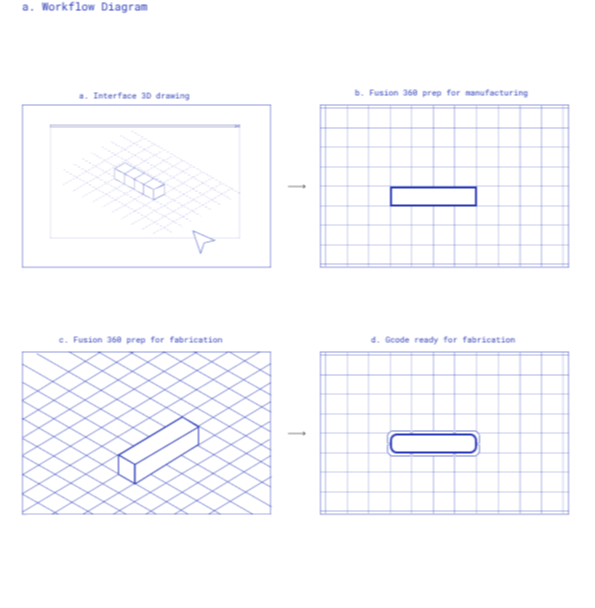 a. Workflow Diagram
a. Interface 3D drawing
b. Fusion 360 prep for manufacturing
c. Fusion 360 prep for fabrication
d. Gcode ready for fabrication